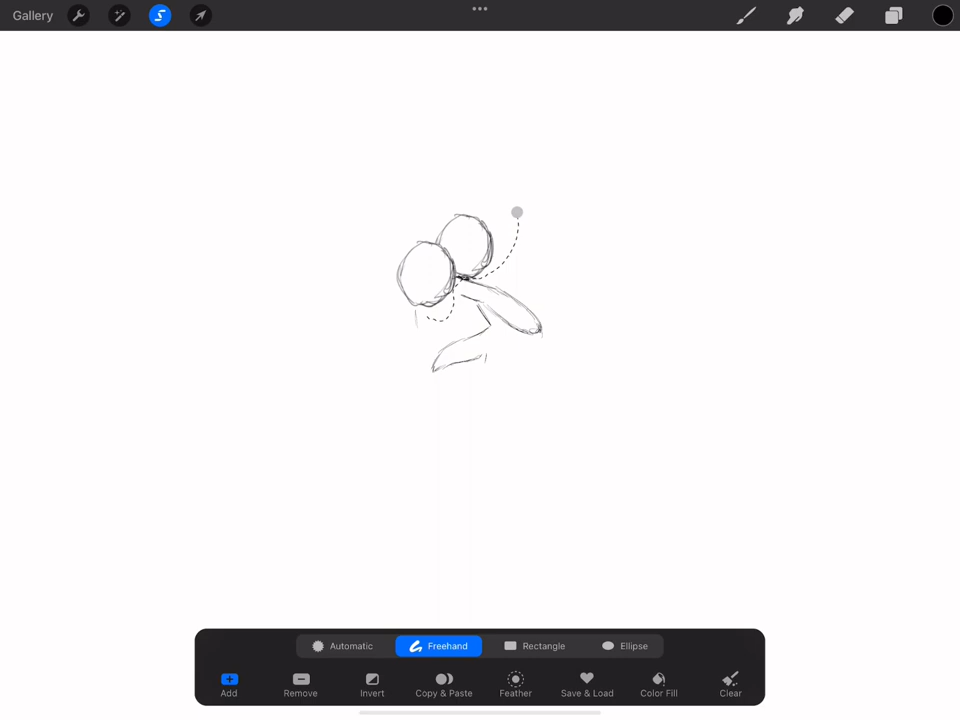 Gallery
Automatic Freehand Rectangle Ellipse
Add Remove Invert Copy & Paste Feather Save & Load Color Fill Clear